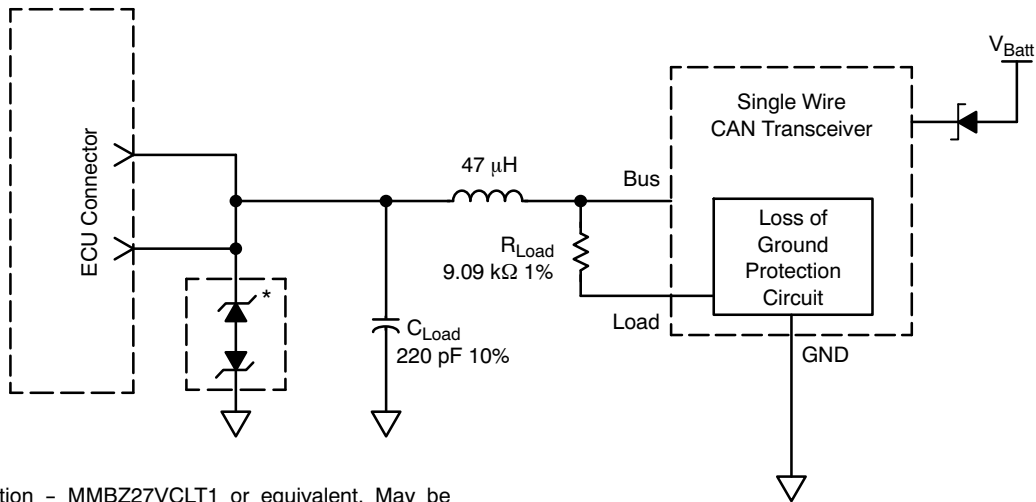 V_Batt
Single Wire
CAN Transceiver
ECU Connector
47 μH
Bus
R_Load
9.09 kΩ 1%
Loss of
Ground
Protection
Circuit
*
Load
C_Load
220 pF 10%
GND
tion – MMBZ27VCLT1 or equivalent. May be